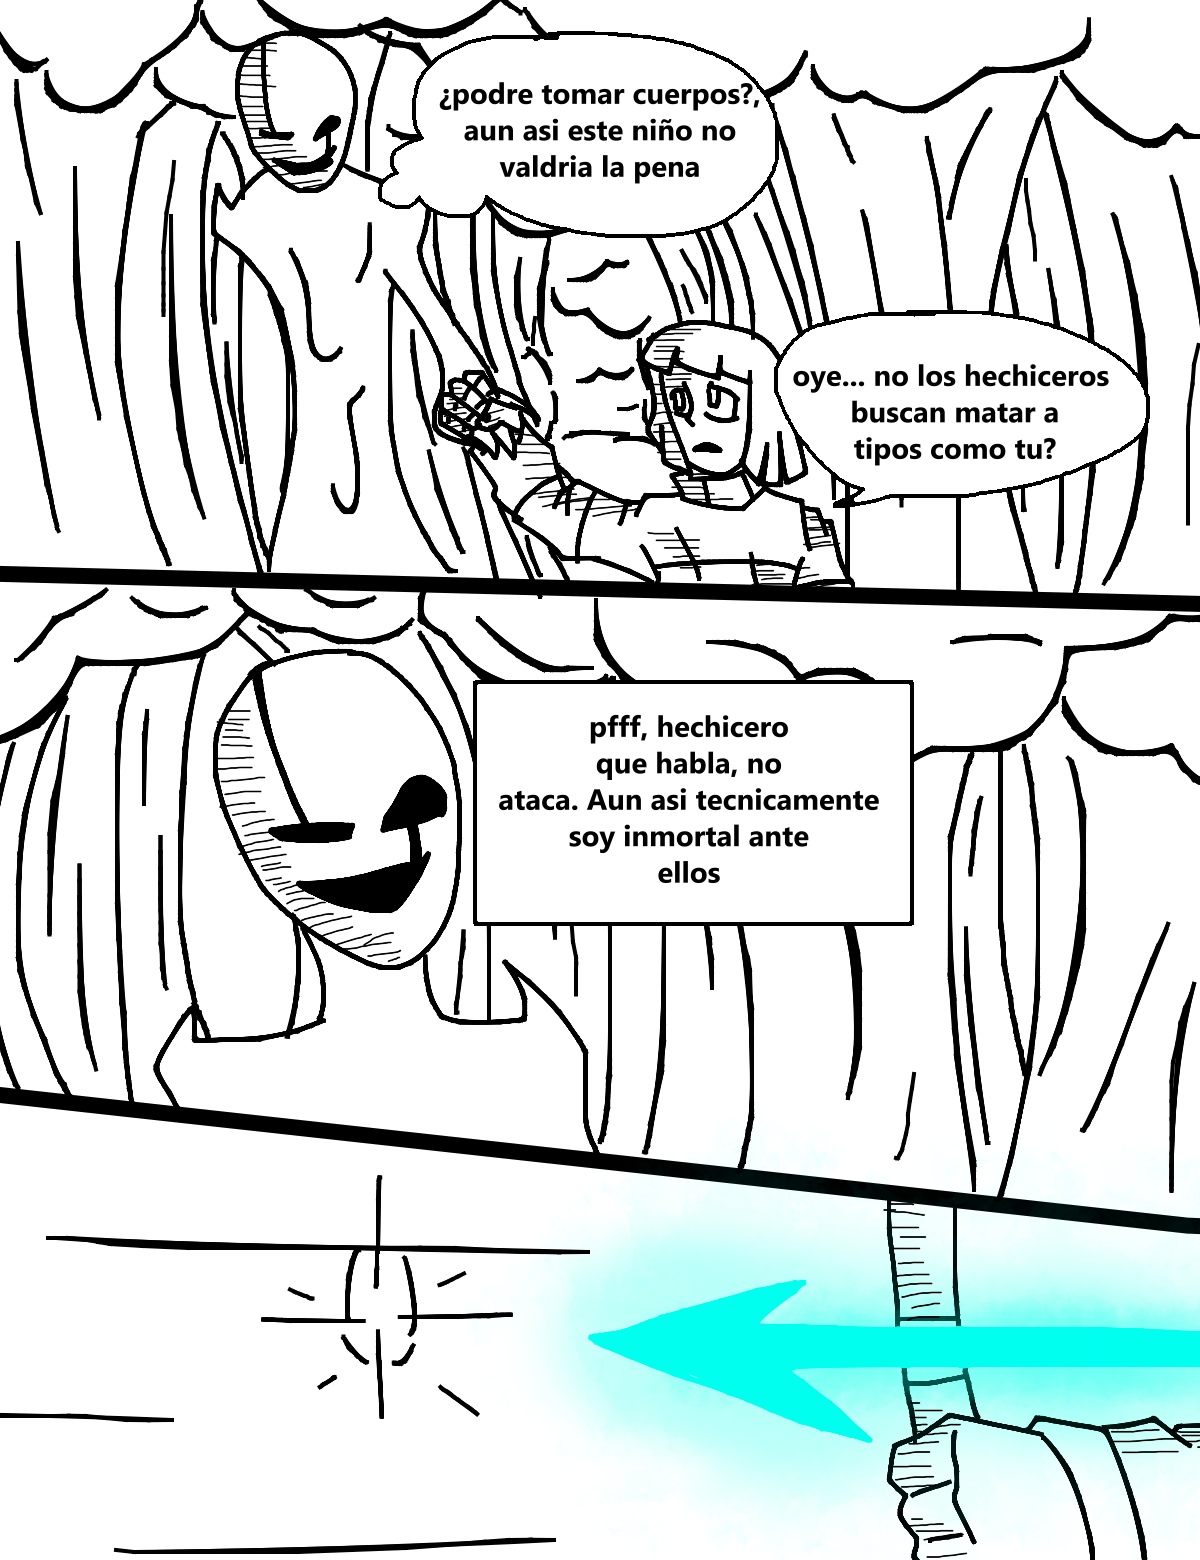 ¿podre tomar cuerpos?,
aun asi este niño no
valdria la pena
oye... no los hechiceros
buscan matar a
tipos como tu?
pfff, hechicero
que habla, no
ataca. Aun asi tecnicamente
soy inmortal ante
ellos